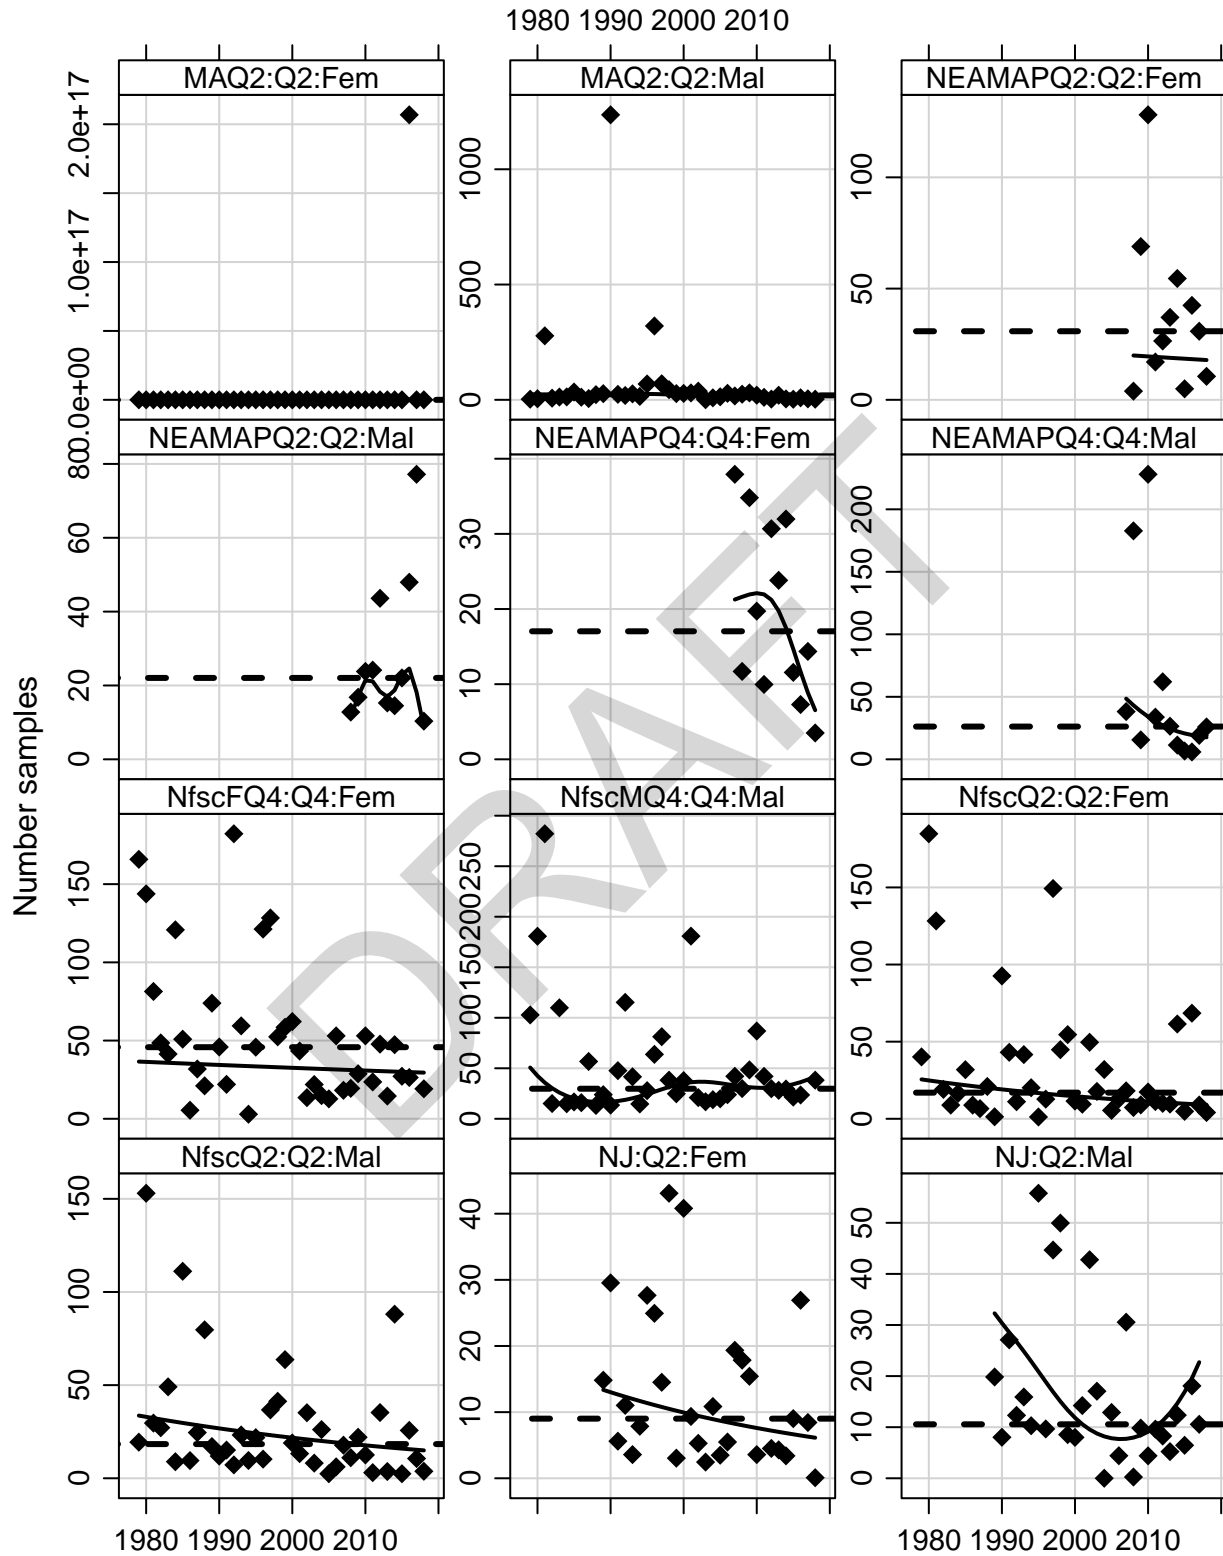 1980 1990 2000 2010
MAQ2:Q2:Fem MAQ2:Q2:Mal NEAMAPQ2:Q2:Fem
0.0e+00 1.0e+17 2.0e+17
0 500 1000
0 50 100
NEAMAPQ2:Q2:Mal NEAMAPQ4:Q4:Fem NEAMAPQ4:Q4:Mal
0 20 40 60 80
0 10 20 30
0 50 100 150 200
Number samples
NfscFQ4:Q4:Fem NfscMQ4:Q4:Mal NfscQ2:Q2:Fem
0 50 100 150
0 50 100 150 200 250
0 50 100 150
NfscQ2:Q2:Mal NJ:Q2:Fem NJ:Q2:Mal
0 50 100 150
0 10 20 30 40
0 10 20 30 40 50
1980 1990 2000 2010 1980 1990 2000 2010
DRAFT